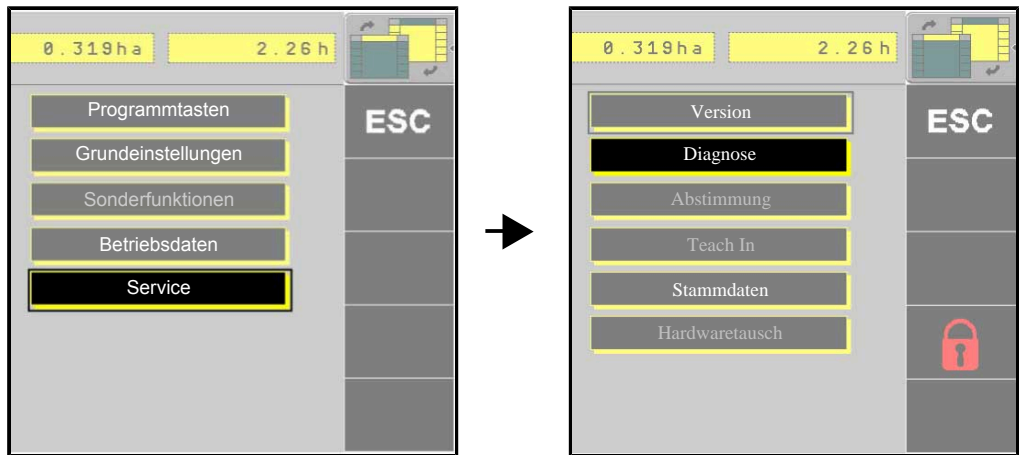 0.319ha 2.26h
Programmtasten
ESC
Grundeinstellungen
Sonderfunktionen
Betriebsdaten
Service
0.319ha 2.26h
Version
ESC
Diagnose
Abstimmung
Teach In
Stammdaten
Hardwaretausch